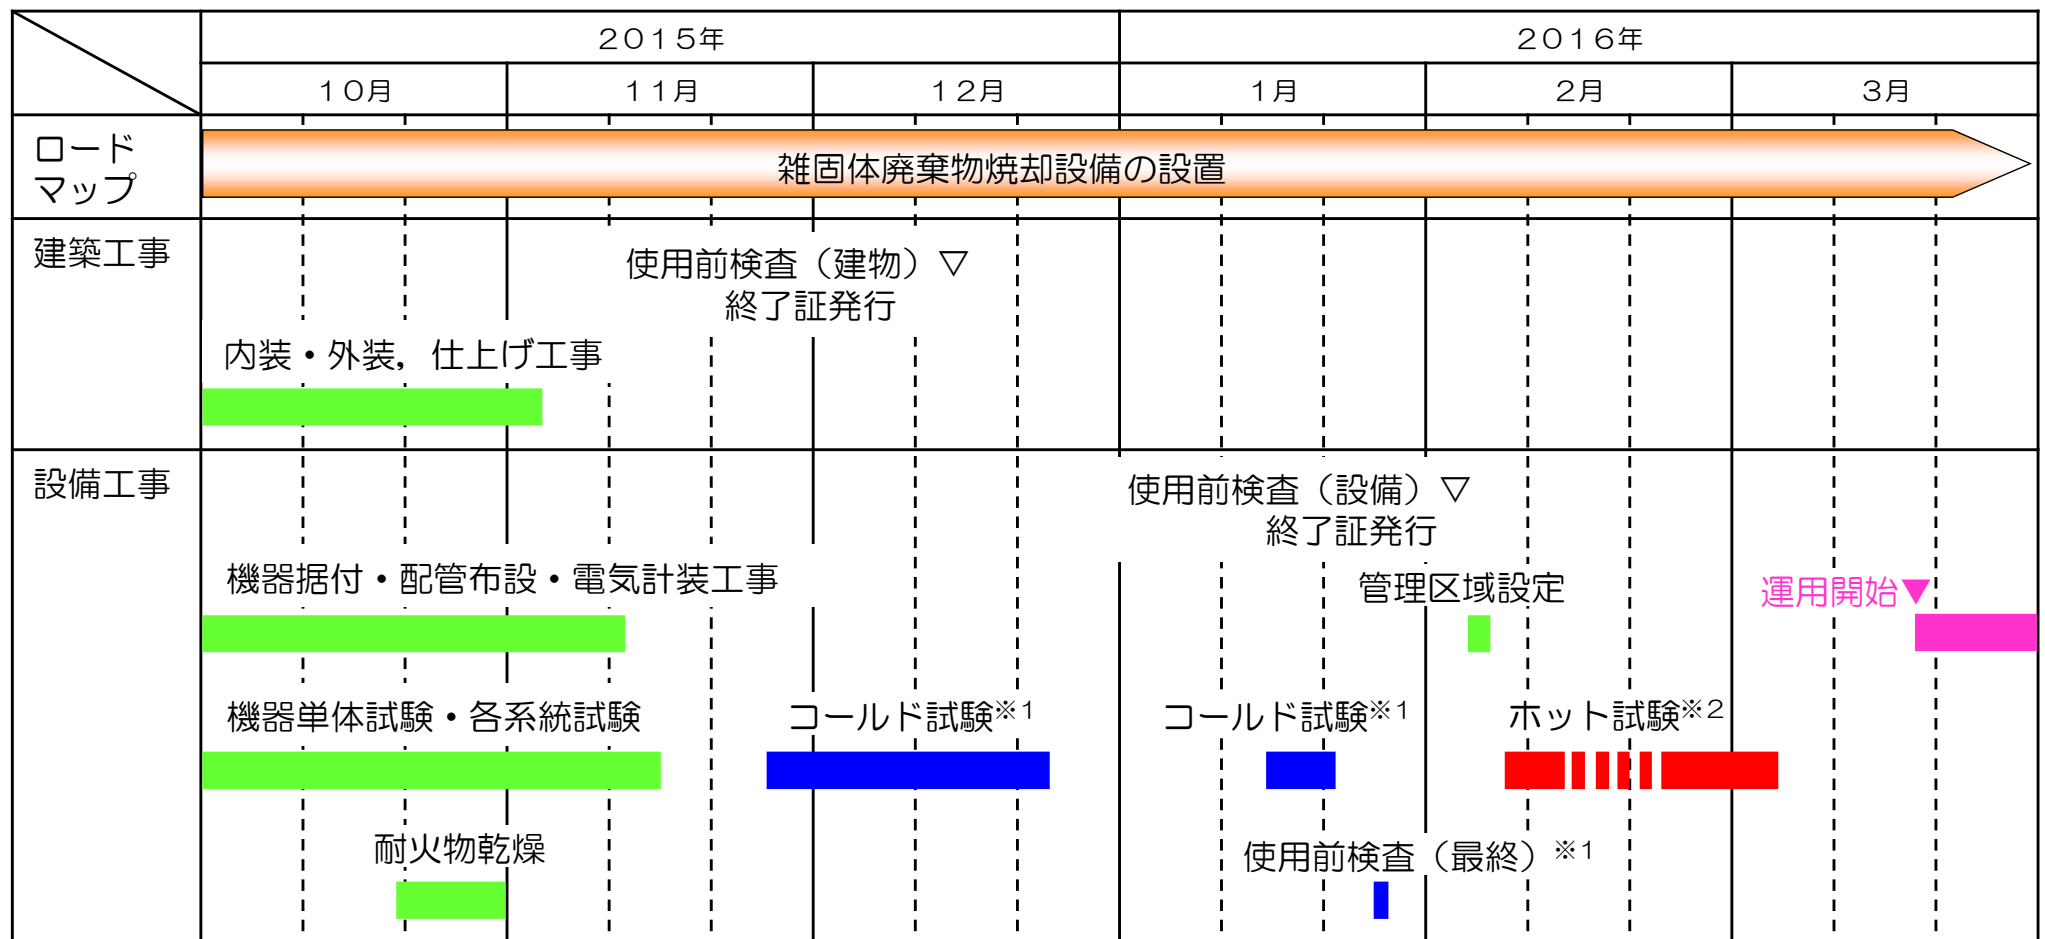 ２０１５年
２０１６年
１０月
１１月
１２月
１月
２月
３月
ロード
マップ
雑固体廃棄物焼却設備の設置
建築工事
使用前検査（建物）▽
終了証発行
内装・外装，仕上げ工事
設備工事
使用前検査（設備）▽
終了証発行
機器据付・配管布設・電気計装工事
管理区域設定
運用開始▼
機器単体試験・各系統試験
コールド試験※1
コールド試験※1
ホット試験※2
耐火物乾燥
使用前検査（最終）※1